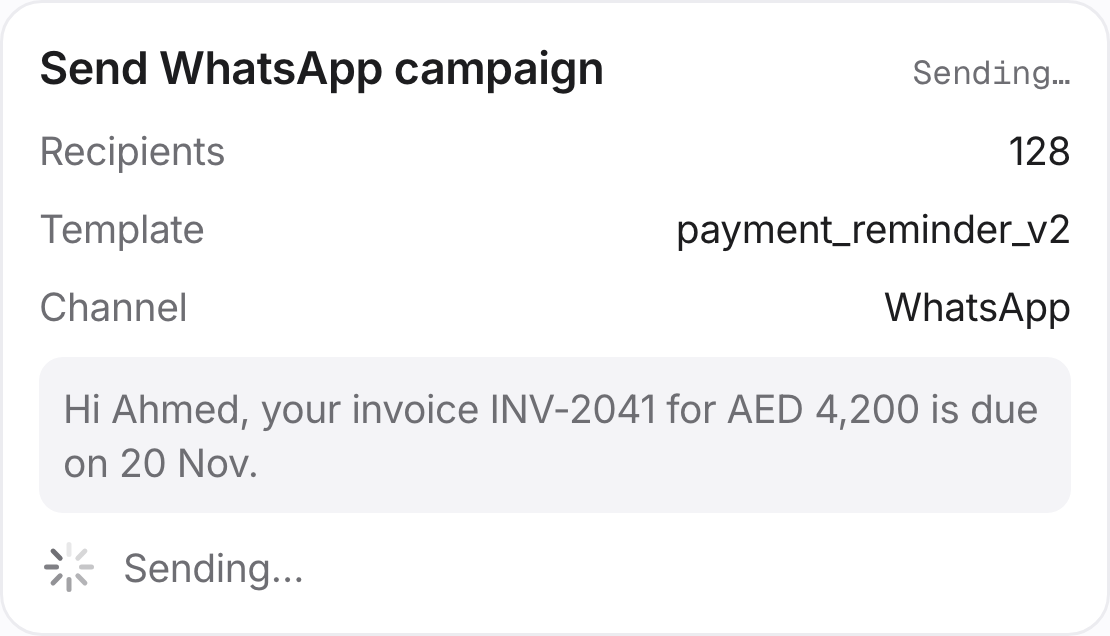 Send WhatsApp campaign
Sending…
Recipients
128
Template
payment_reminder_v2
Channel
WhatsApp
Hi Ahmed, your invoice INV-2041 for AED 4,200 is due
on 20 Nov.
Sending...